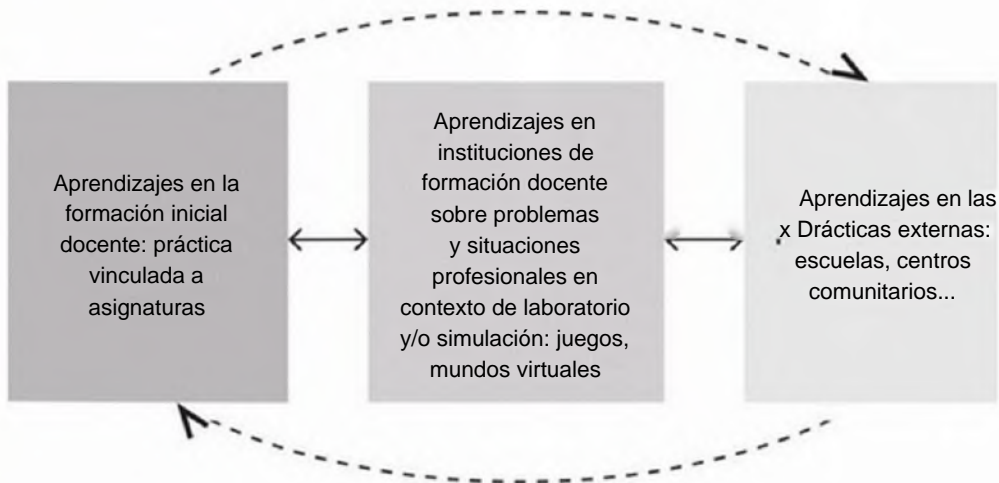 Aprendizajes en la
formación inicial
docente: práctica
vinculada a
asignaturas
Aprendizajes en
instituciones de
formación docente
sobre problemas
y situaciones
profesionales en
contexto de laboratorio
y/o simulación: juegos,
mundos virtuales
Aprendizajes en las
x Drácticas externas:
escuelas, centros
comunitarios...